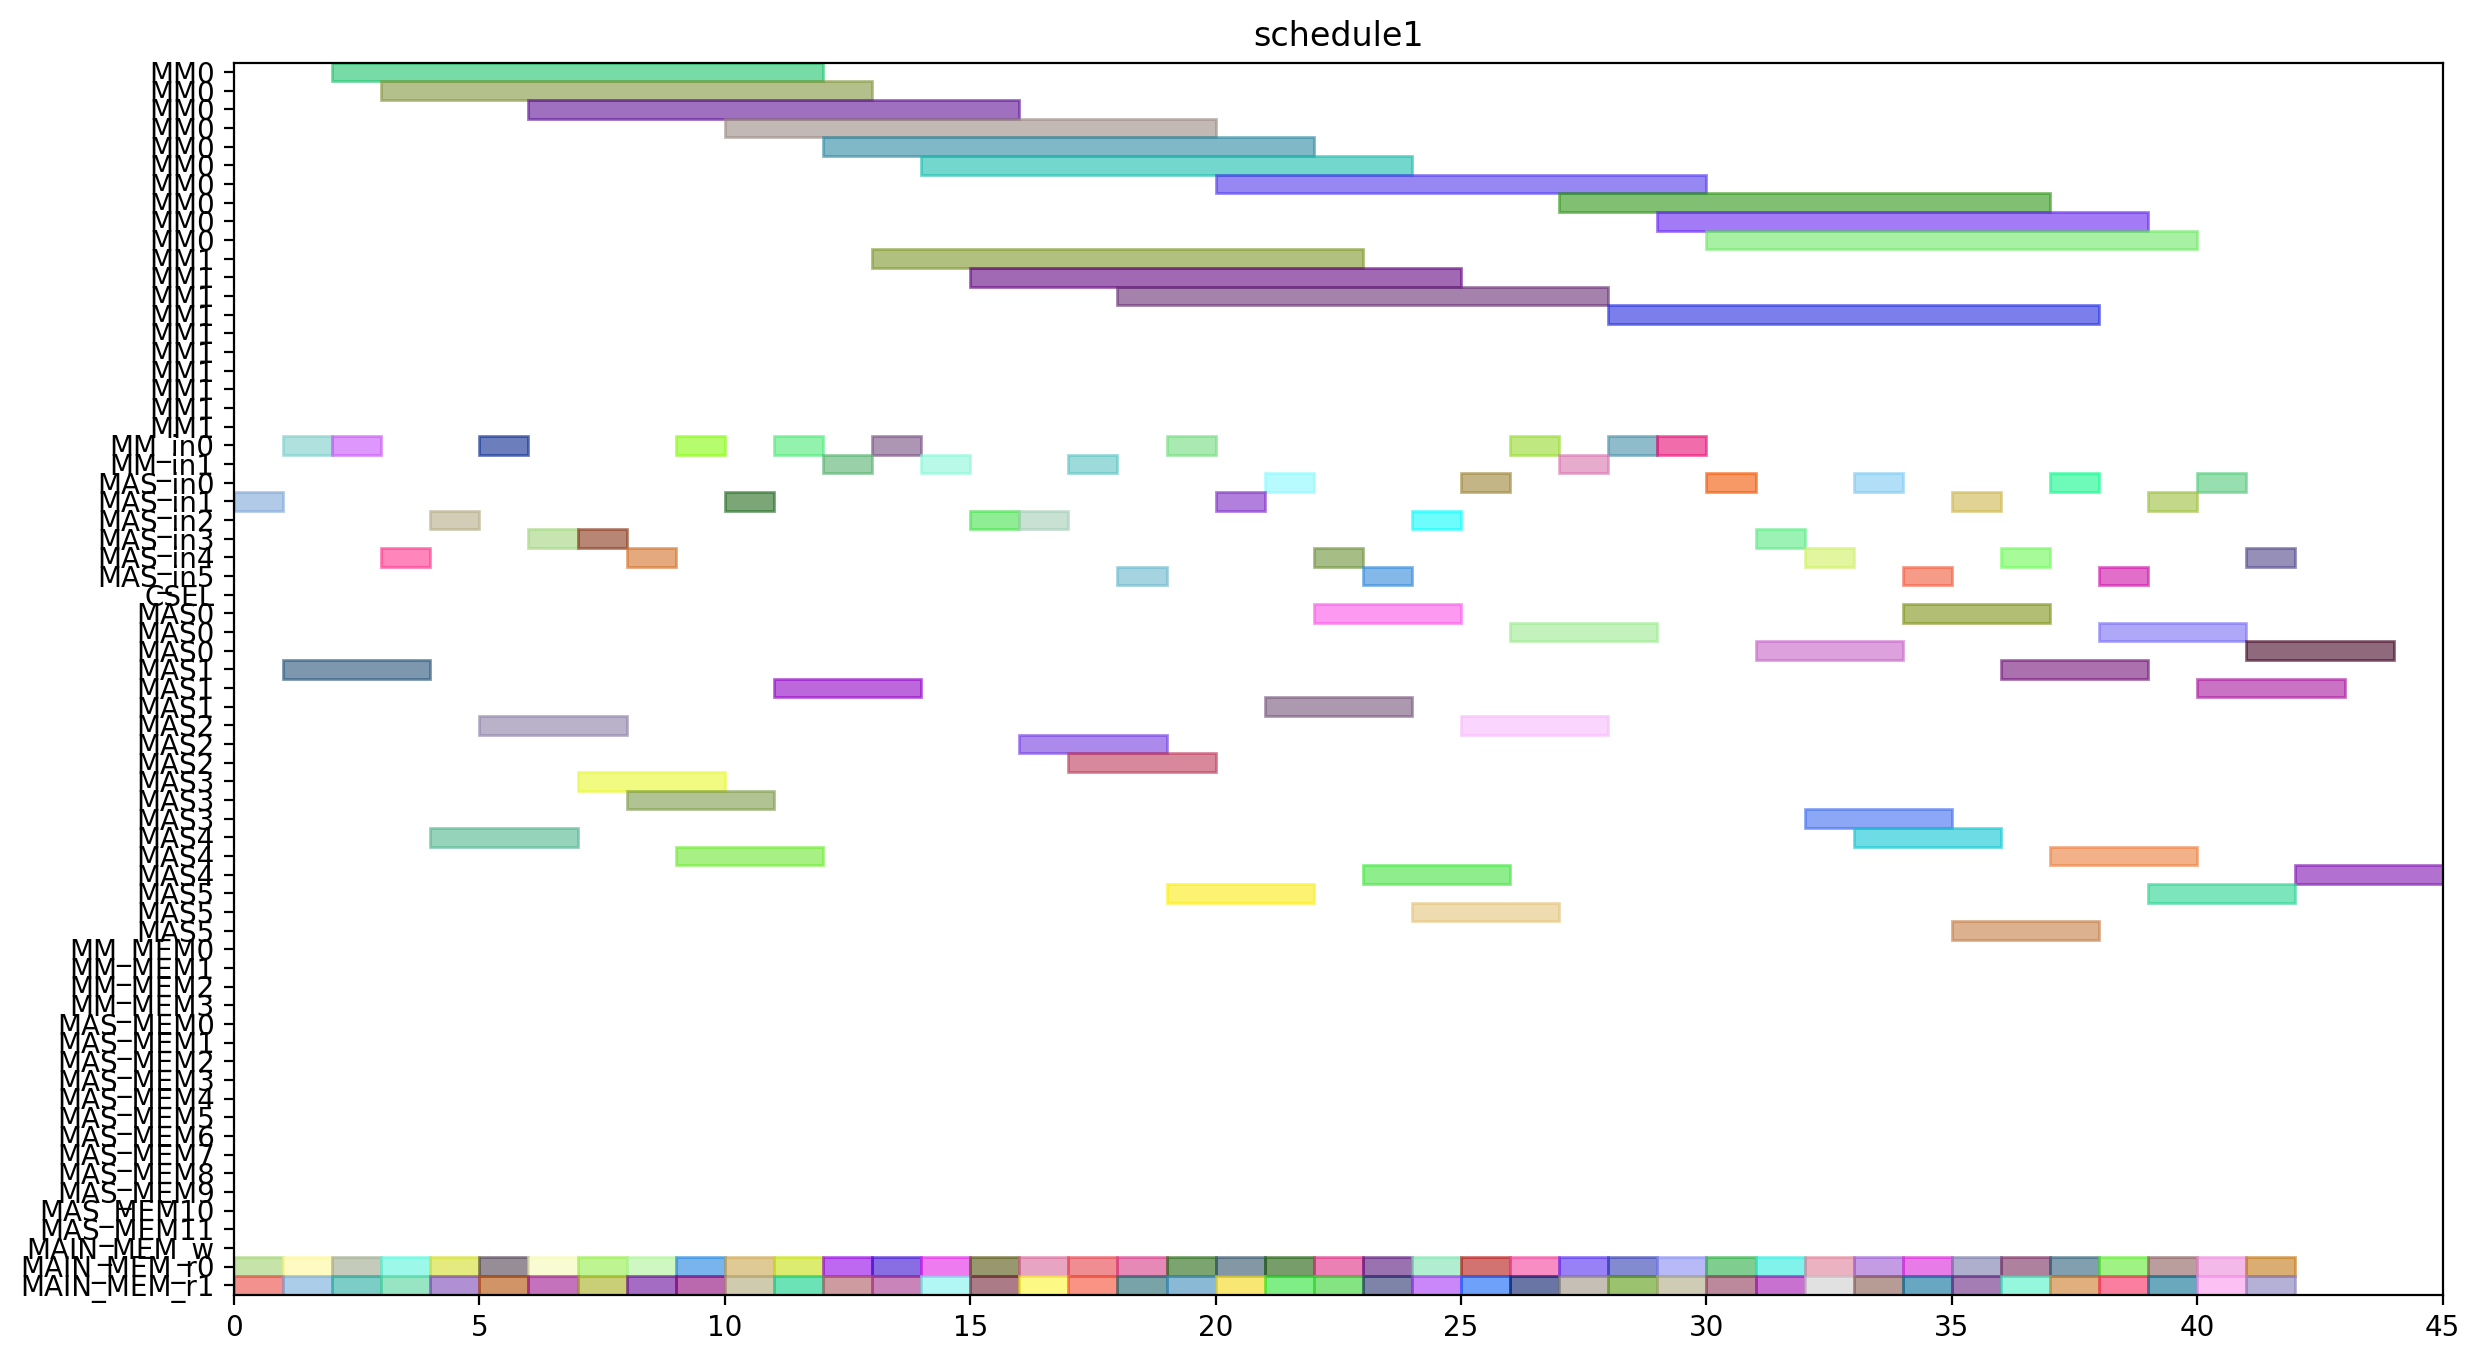 schedule1
MM0
MM0
MM0
MM0
MM0
MM0
MM0
MM0
MM0
MM0
MM1
MM1
MM1
MM1
MM1
MM1
MM1
MM1
MM1
MM1
MM_in0
MM_in1
MAS_in0
MAS_in1
MAS_in2
MAS_in3
MAS_in4
MAS_in5
CSEL
MAS0
MAS0
MAS0
MAS1
MAS1
MAS1
MAS2
MAS2
MAS2
MAS3
MAS3
MAS3
MAS4
MAS4
MAS4
MAS5
MAS5
MAS5
MM_MEM0
MM_MEM1
MM_MEM2
MM_MEM3
MAS_MEM0
MAS_MEM1
MAS_MEM2
MAS_MEM3
MAS_MEM4
MAS_MEM5
MAS_MEM6
MAS_MEM7
MAS_MEM8
MAS_MEM9
MAS_MEM10
MAS_MEM11
MAIN_MEM_w
MAIN_MEM_r0
MAIN_MEM_r1
0 5 10 15 20 25 30 35 40 45